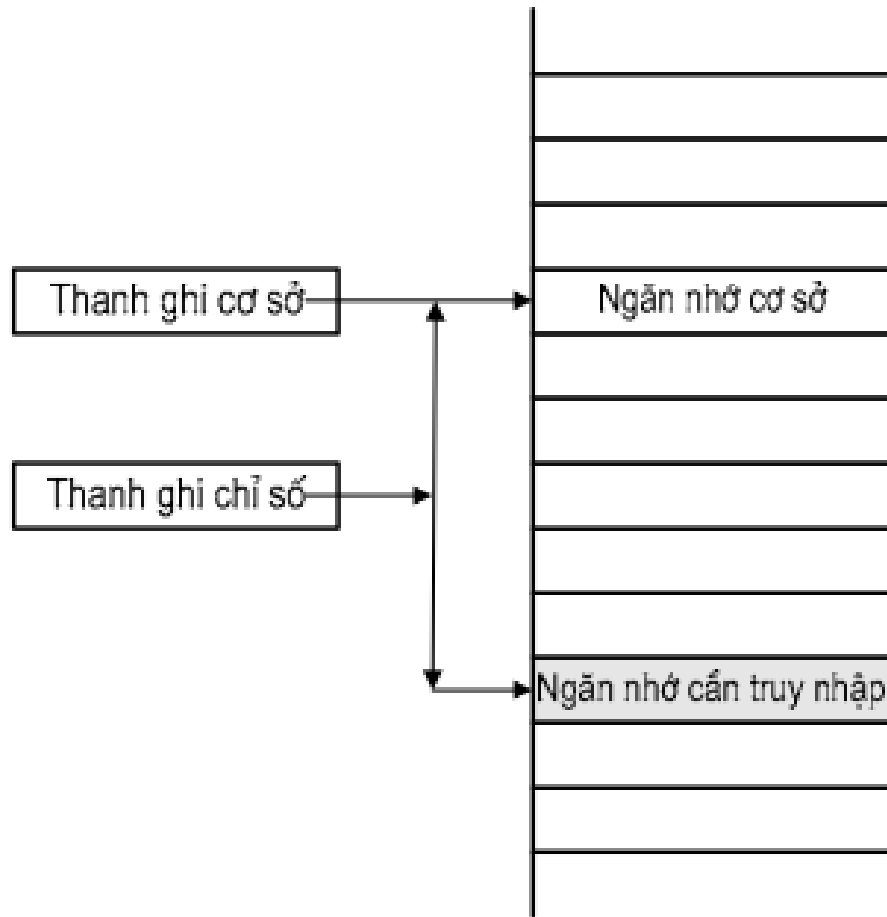 Thanh ghi cơ sở
Ngăn nhớ cơ sở
Thanh ghi chỉ số
Ngăn nhớ cần truy nhập